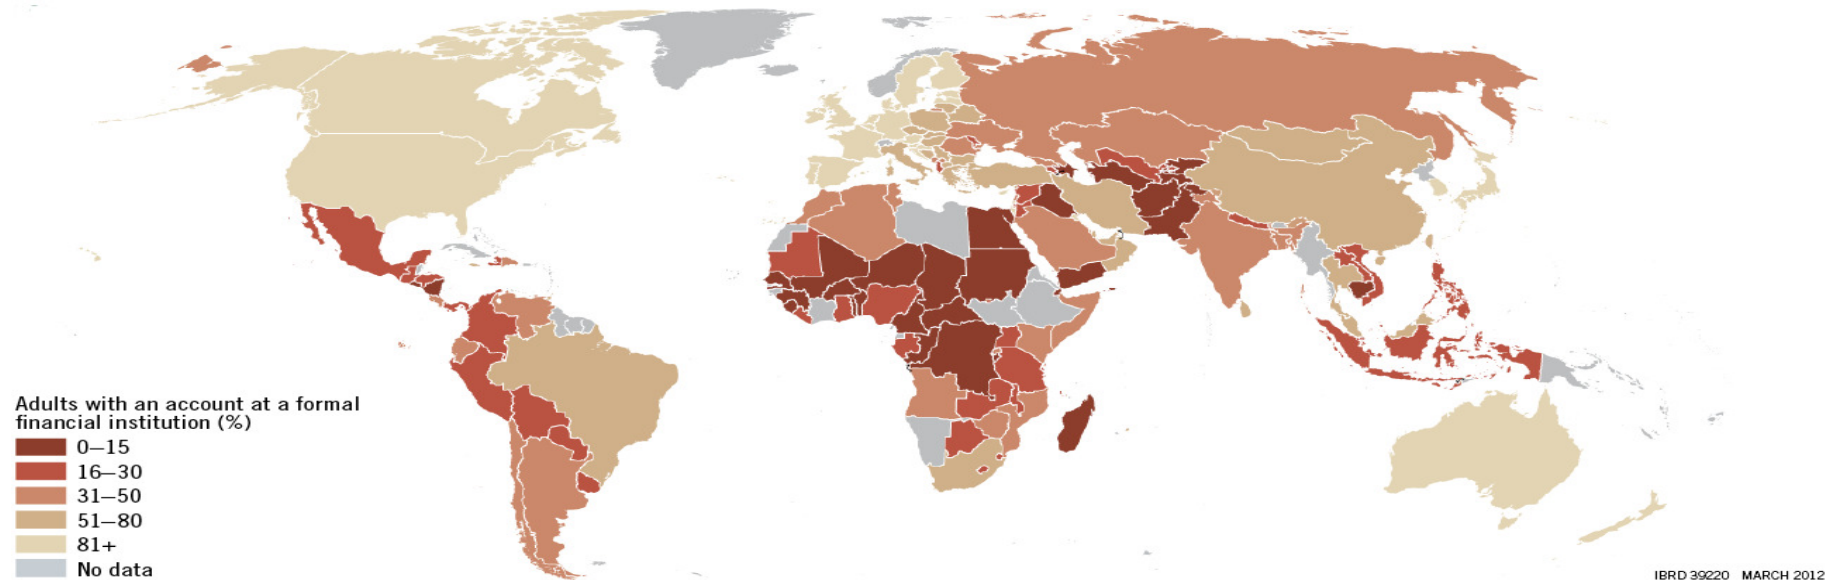 Adults with an account at a formal
financial institution (%)
0—15
16—30
31—50
51—80
81+
No data
IBRD 39220 MARCH 2012